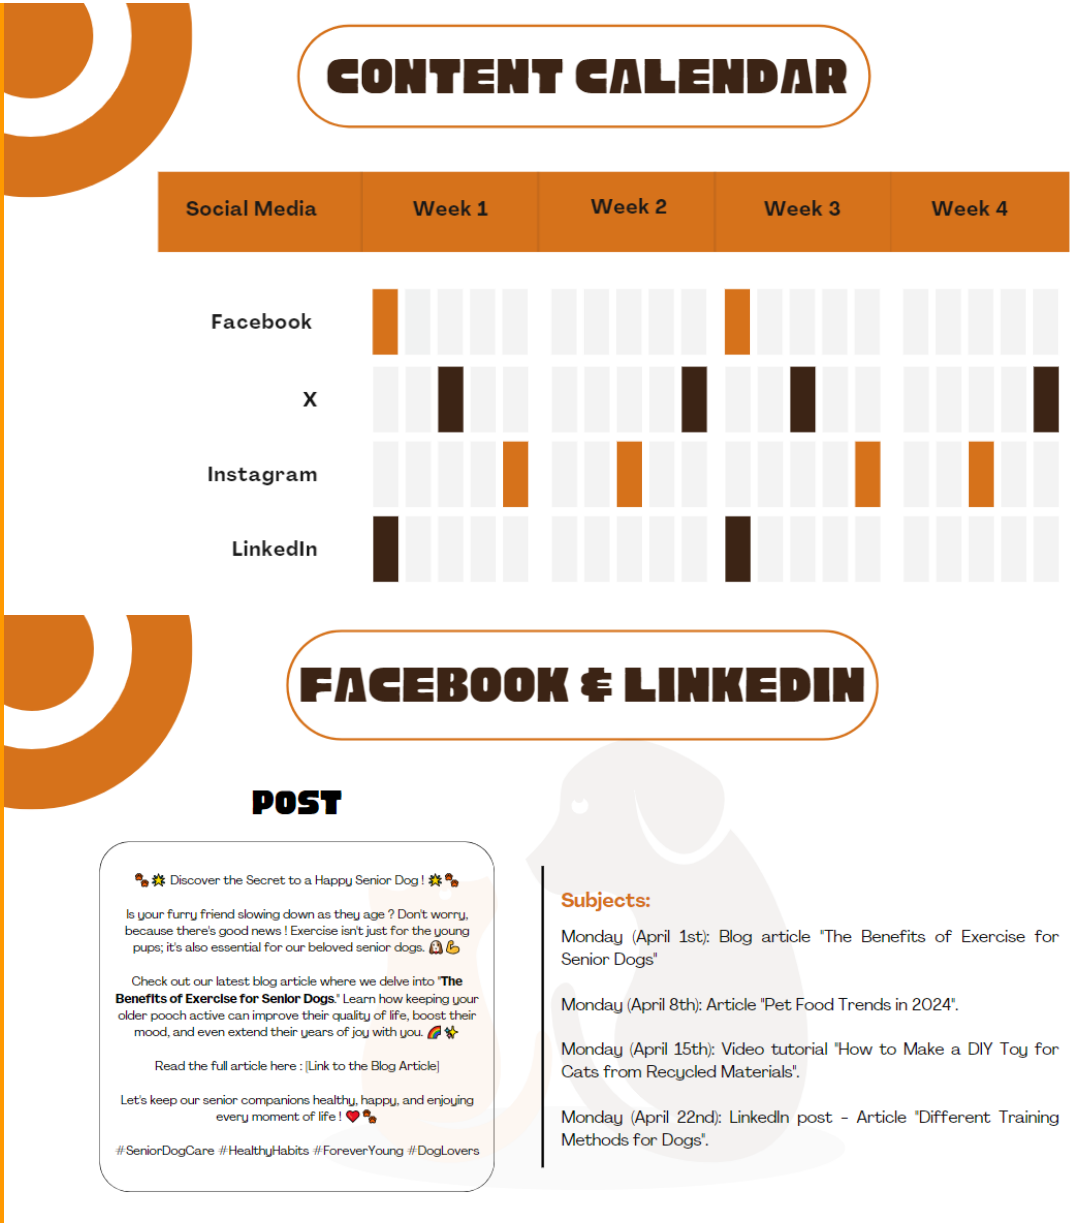 CONTENT CALENDAR
Social Media Week 1 Week 2 Week 3 Week 4
Facebook
X
Instagram
LinkedIn
FACEBOOK & LINKEDIN
POST
🐾🌟 Discover the Secret to a Happy Senior Dog ! 🌟🐾
Is your furry friend slowing down as they age ? Don't worry,
because there's good news ! Exercise isn't just for the young
pups; it's also essential for our beloved senior dogs. 🐶💪
Check out our latest blog article where we delve into "The
Benefits of Exercise for Senior Dogs." Learn how keeping your
older pooch active can improve their quality of life, boost their
mood, and even extend their years of joy with you. 🌈✨
Read the full article here : [Link to the Blog Article]
Let's keep our senior companions healthy, happy, and enjoying
every moment of life ! ❤️🐾
#SeniorDogCare #HealthyHabits #ForeverYoung #DogLovers
Subjects:
Monday (April 1st): Blog article "The Benefits of Exercise for
Senior Dogs"
Monday (April 8th): Article "Pet Food Trends in 2024".
Monday (April 15th): Video tutorial "How to Make a DIY Toy for
Cats from Recycled Materials".
Monday (April 22nd): LinkedIn post - Article "Different Training
Methods for Dogs".